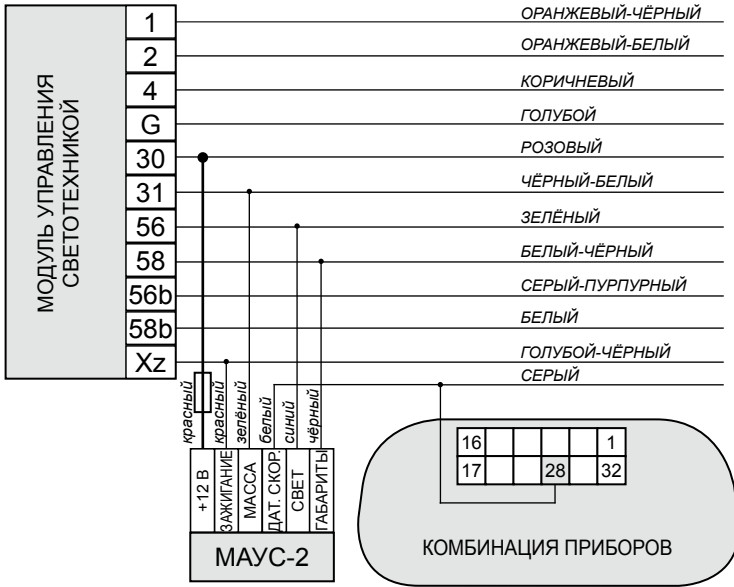 МОДУЛЬ УПРАВЛЕНИЯ
СВЕТОТЕХНИКОЙ
1
ОРАНЖЕВЫЙ-ЧЁРНЫЙ
2
ОРАНЖЕВЫЙ-БЕЛЫЙ
4
КОРИЧНЕВЫЙ
G
ГОЛУБОЙ
30
РОЗОВЫЙ
31
ЧЁРНЫЙ-БЕЛЫЙ
56
ЗЕЛЁНЫЙ
58
БЕЛЫЙ-ЧЁРНЫЙ
56b
СЕРЫЙ-ПУРПУРНЫЙ
58b
БЕЛЫЙ
Xz
ГОЛУБОЙ-ЧЁРНЫЙ
СЕРЫЙ
красный
красный
зелёный
белый
синий
чёрный
+12 В
ЗАЖИГАНИЕ
МАССА
ДАТ. СКОР.
СВЕТ
ГАБАРИТЫ
МАУС-2
16 1
17 28 32
КОМБИНАЦИЯ ПРИБОРОВ